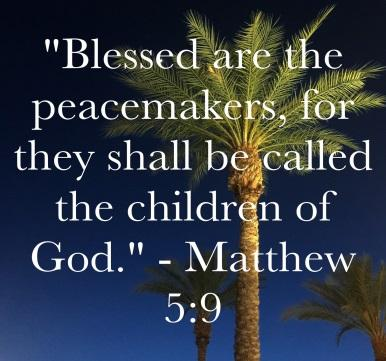 "Blessed are the
peacemakers, for
they shall be called
the children of
God." - Matthew
5:9